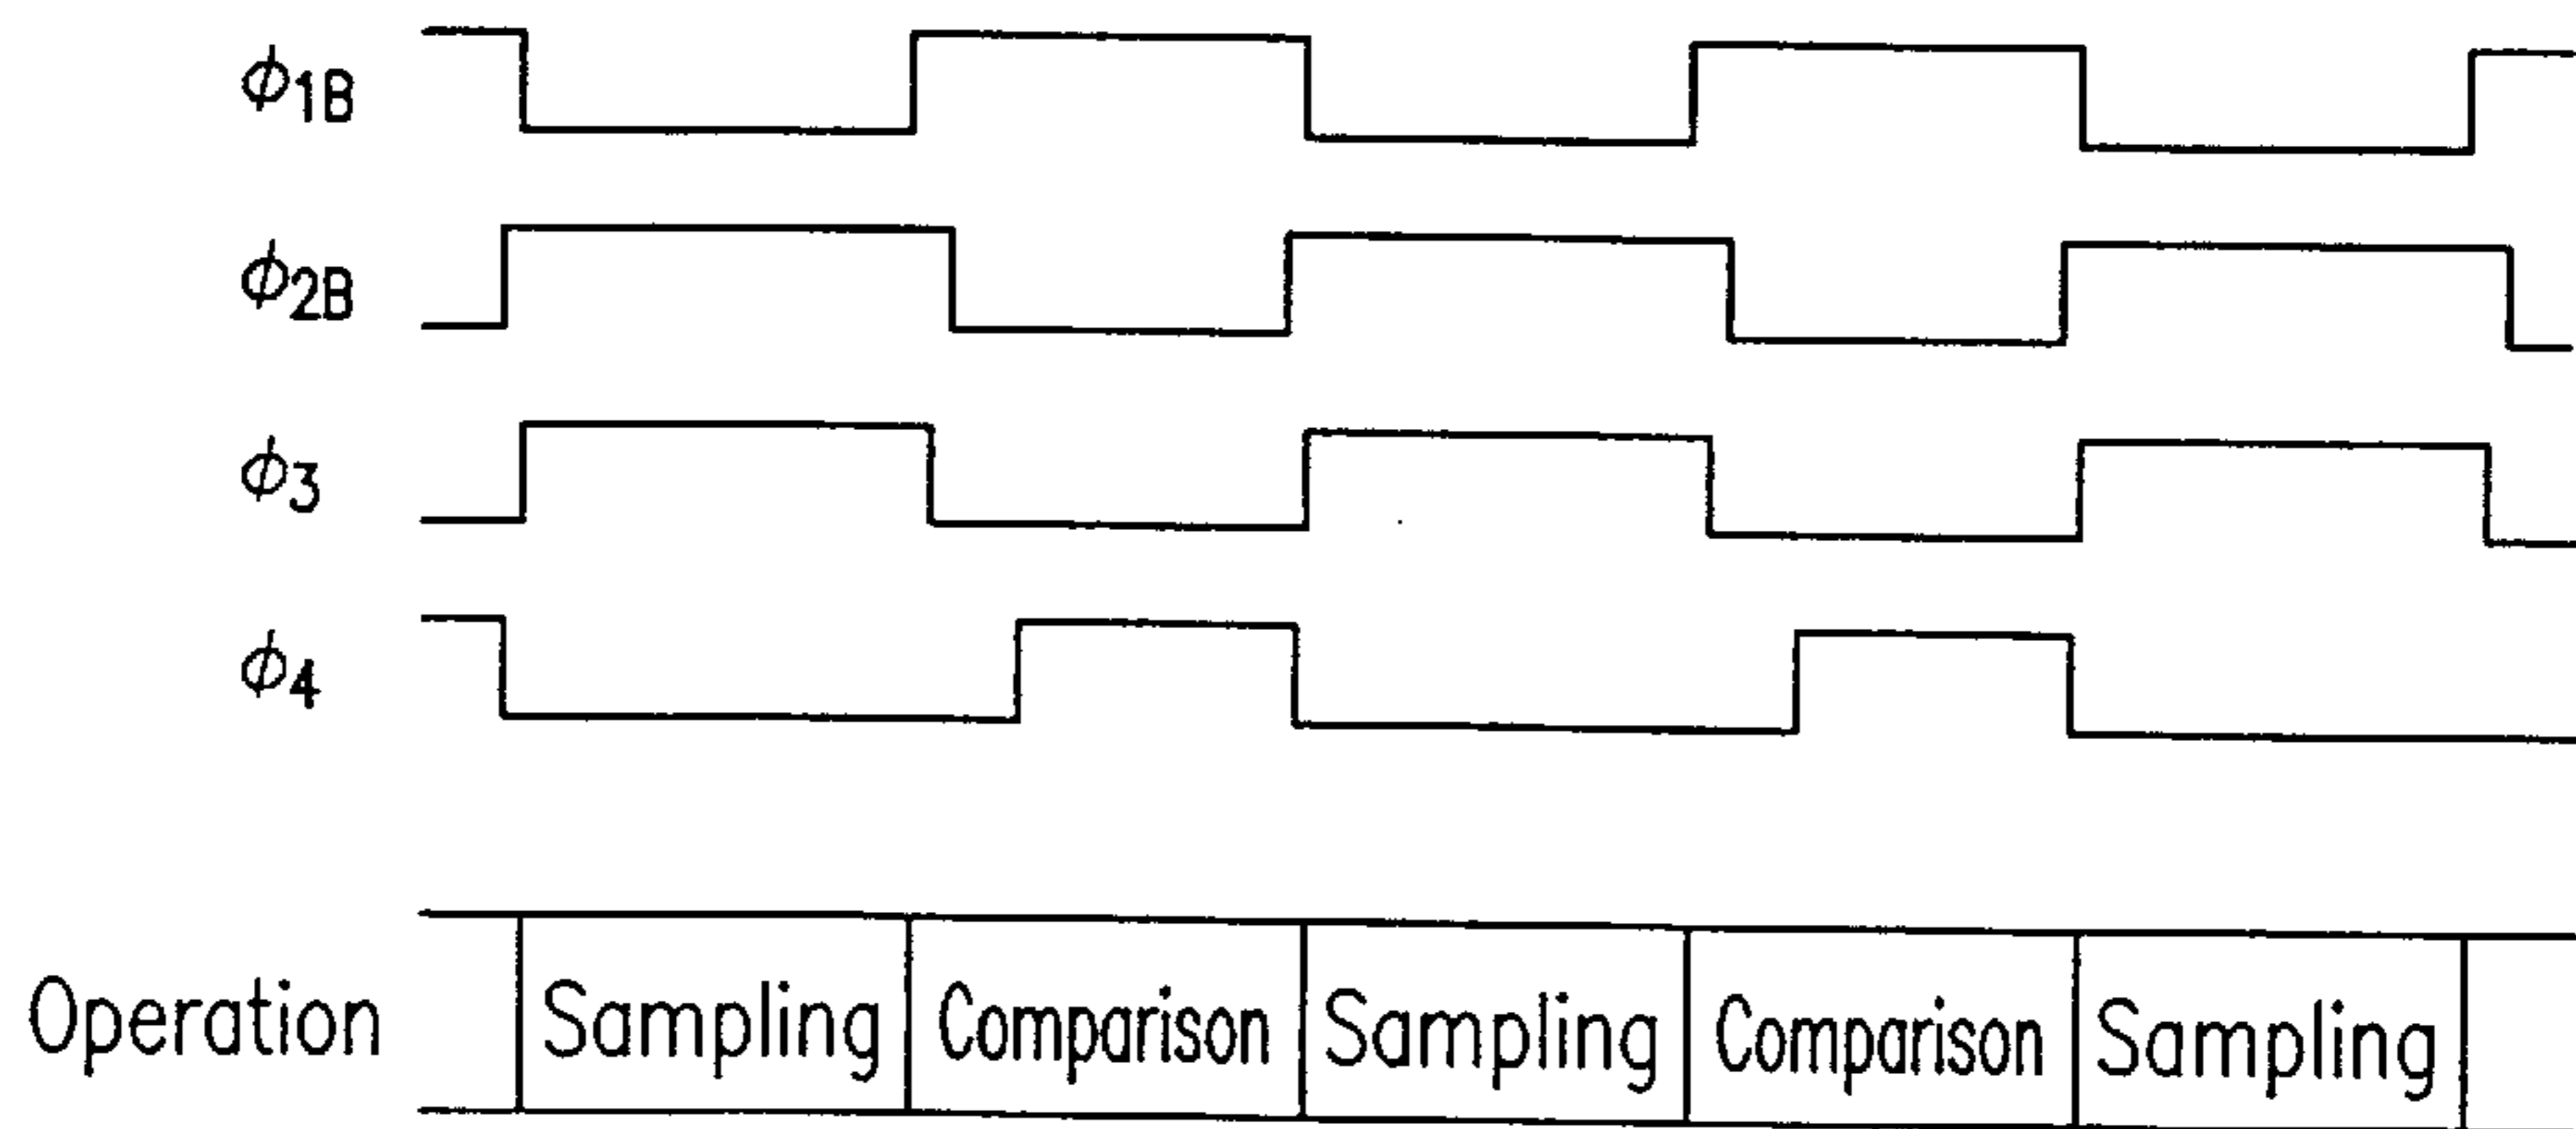 ϕ1B
ϕ2B
ϕ3
ϕ4
Operation Sampling Comparison Sampling Comparison Sampling